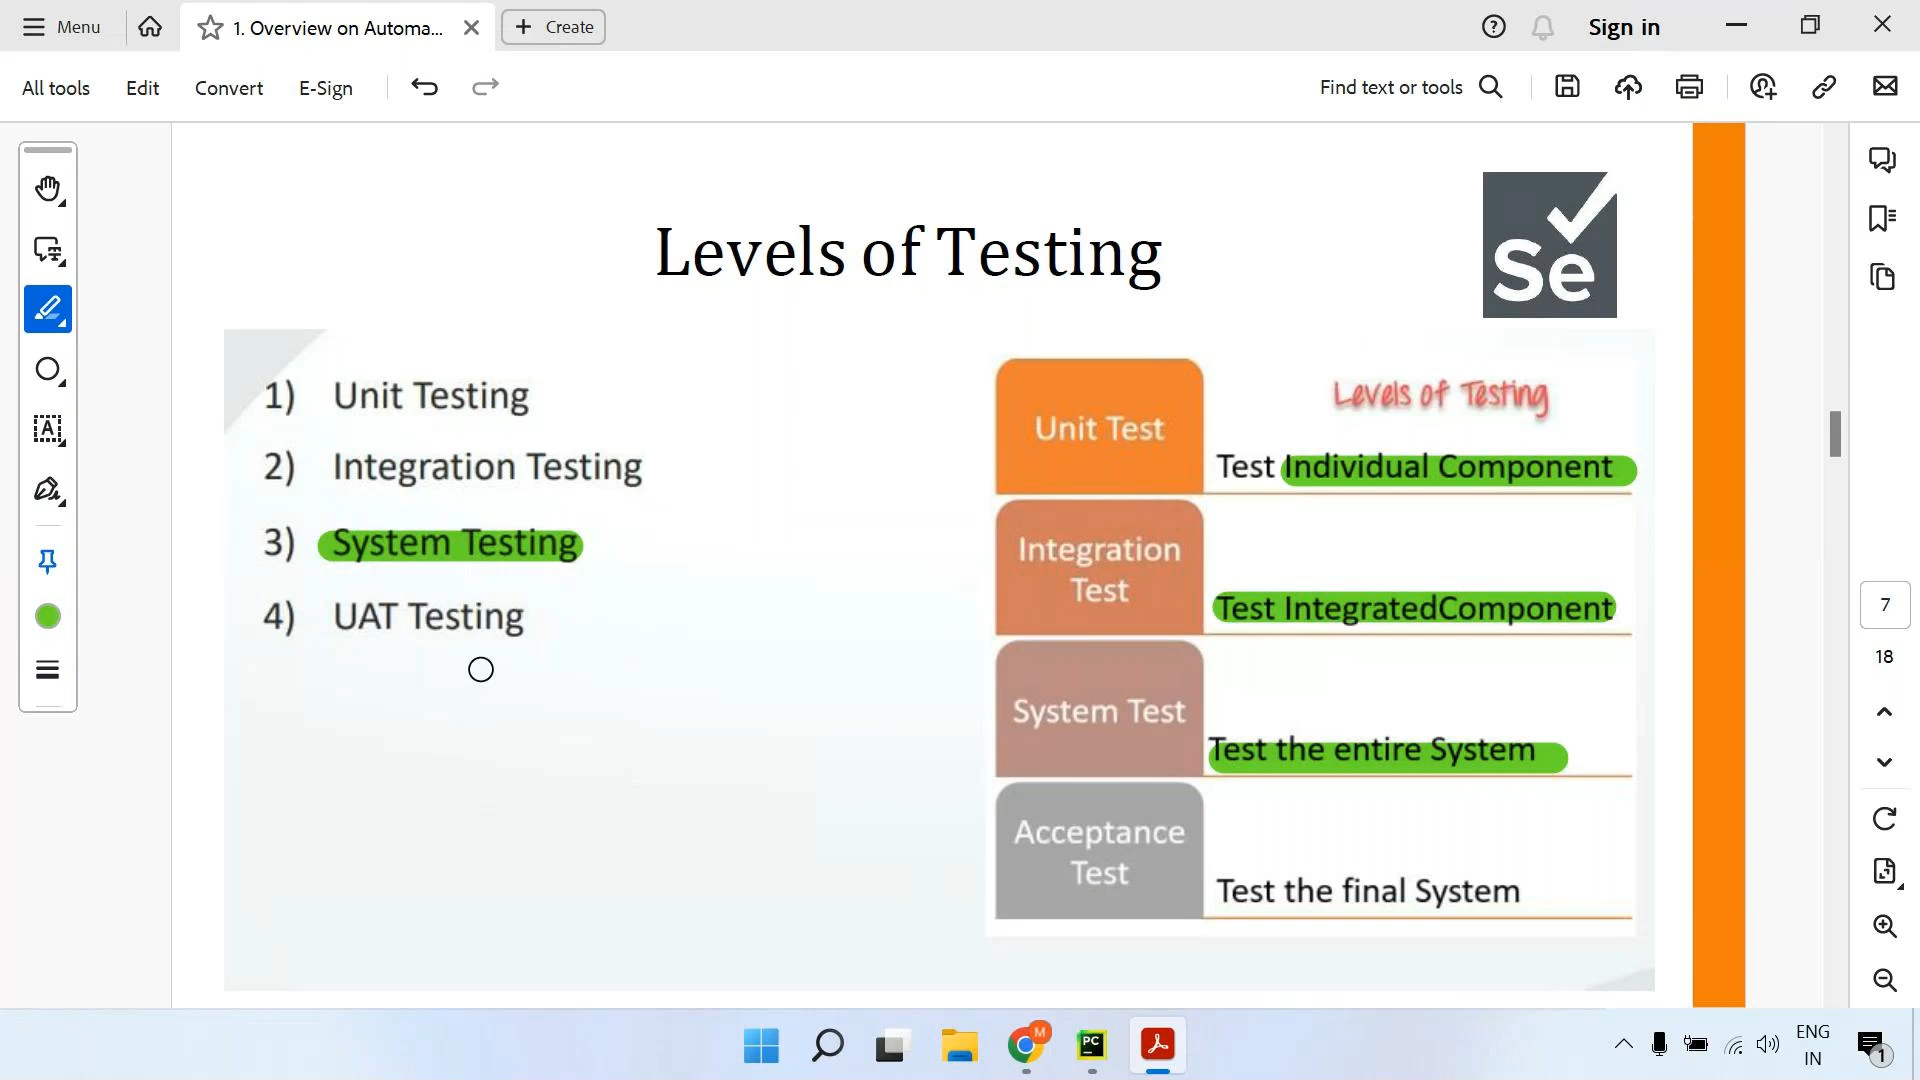 Menu
1. Overview on Automa...
Create
Sign in
All tools
Edit
Convert
E-Sign
Find text or tools
Levels of Testing
Se
1) Unit Testing
2) Integration Testing
3) System Testing
4) UAT Testing
Levels of Testing
Unit Test
Test Individual Component
Integration
Test
Test IntegratedComponent
System Test
Test the entire System
Acceptance
Test
Test the final System
A
7
18
M
PC
ENG
IN
1